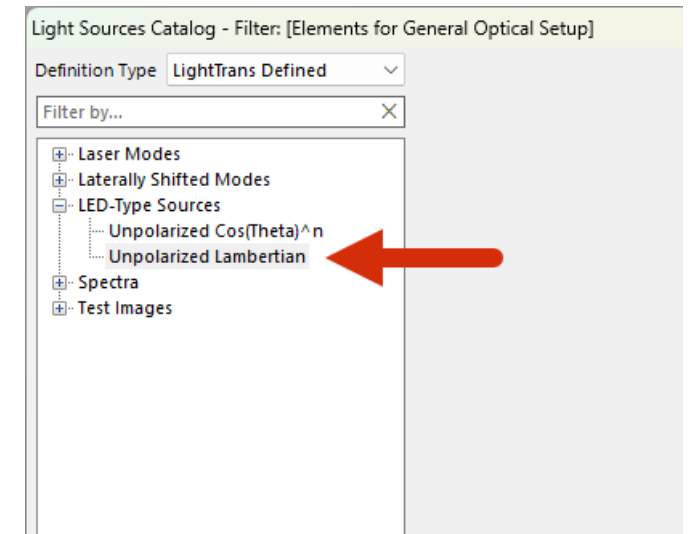 Light Sources Catalog - Filter: [Elements for General Optical Setup]
Definition Type LightTrans Defined
Filter by...
Laser Modes
Laterally Shifted Modes
LED-Type Sources
Unpolarized Cos(Theta)^n
Unpolarized Lambertian
Spectra
Test Images